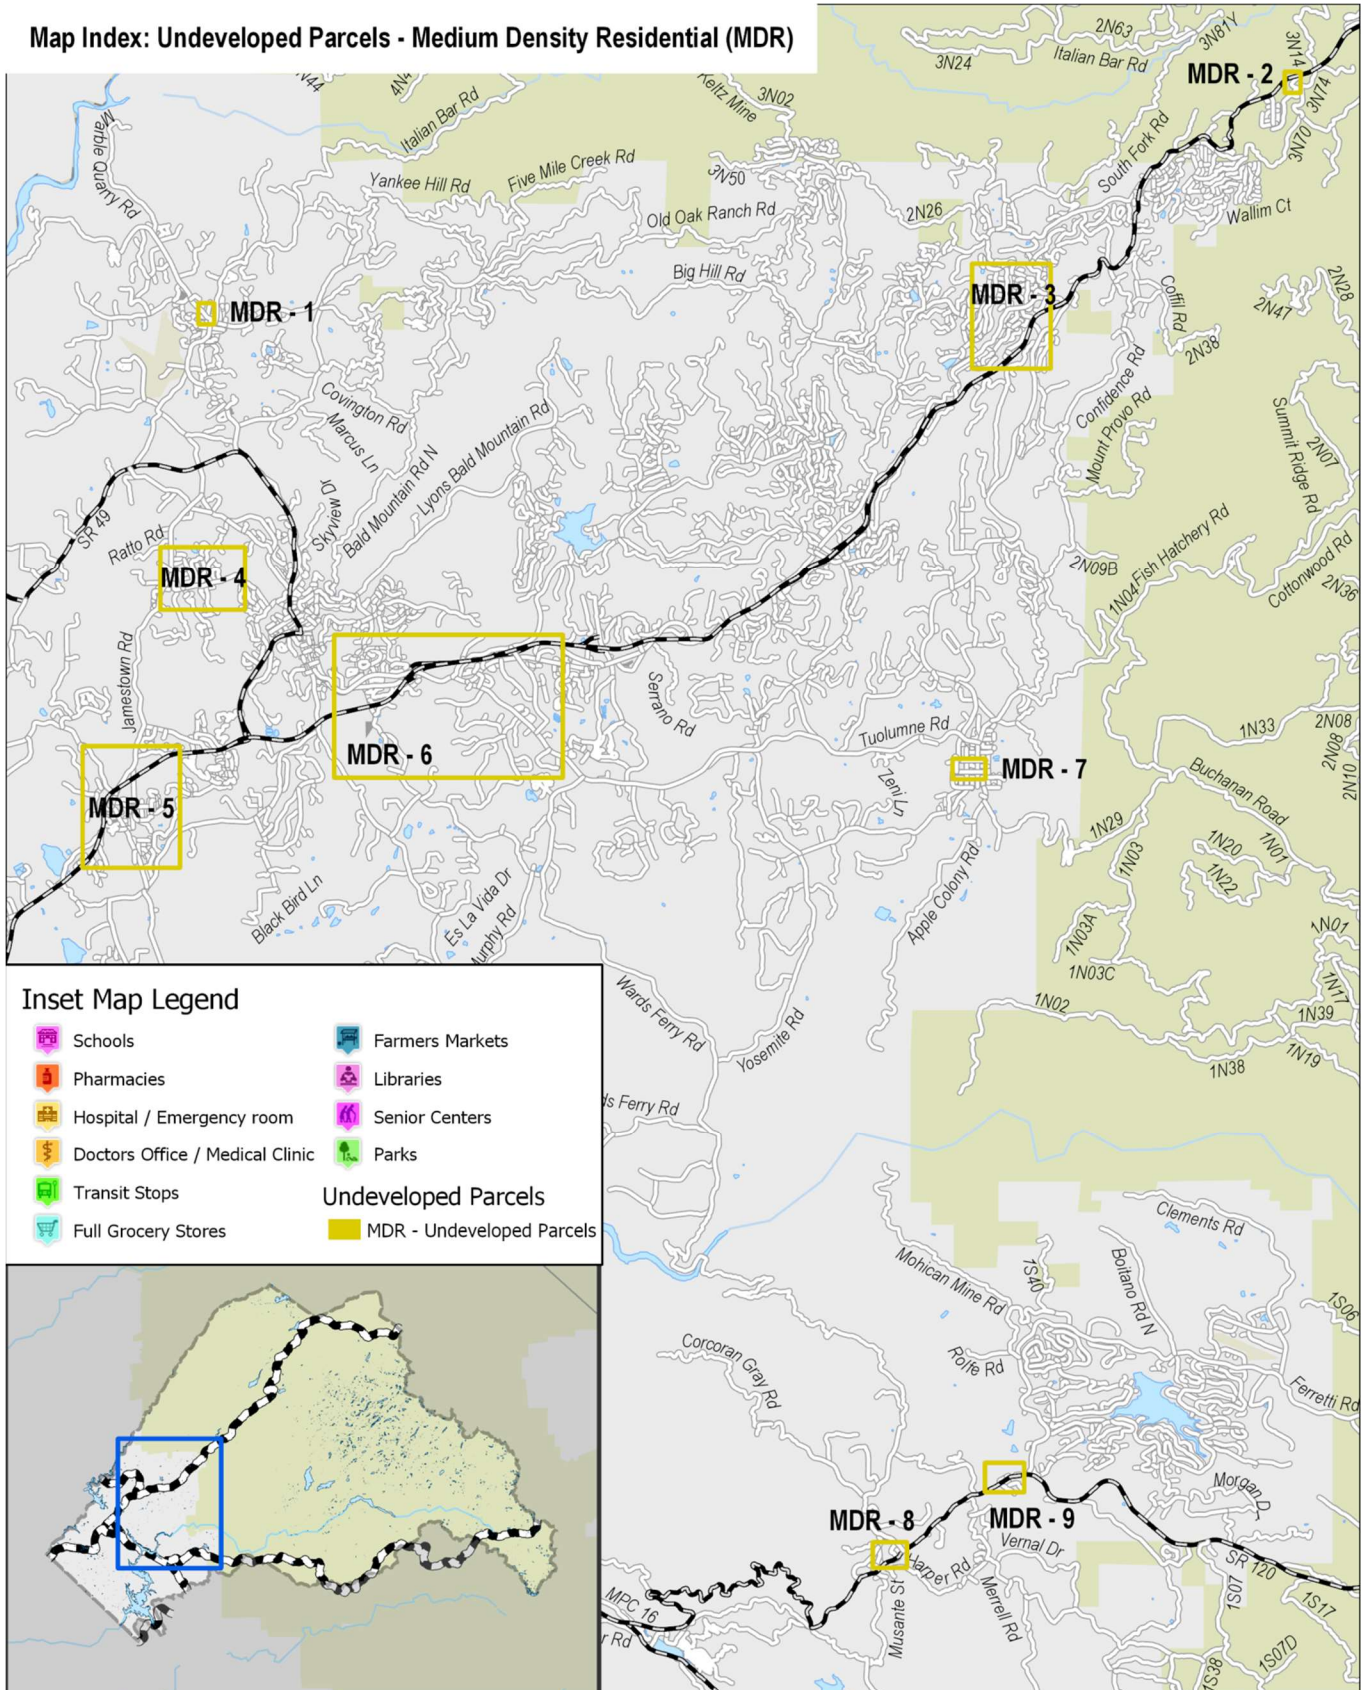 Map Index: Undeveloped Parcels - Medium Density Residential (MDR)
2N63
3N81Y
3N14
3N24
Italian Bar Rd
MDR - 2
3N74
3N70
N44
4N4
Italian Bar Rd
Keltz Mine
3N02
South Fork Rd
Marble Quarry Rd
Yankee Hill Rd
Five Mile Creek Rd
3N50
Old Oak Ranch Rd
2N26
Wallim Ct
Big Hill Rd
MDR - 3
Coffil Rd
2N28
2N47
2N38
MDR - 1
Covington Rd
Marcus Ln
Confidence Rd
Mount Provo Rd
Summit Ridge Rd
2N07
Lyons Bald Mountain Rd
Bald Mountain Rd N
Skyview Dr
SR 49
Ratto Rd
MDR - 4
2N09B
1N04
Fish Hatchery Rd
Cottonwood Rd
2N36
Jamestown Rd
Serrano Rd
Tuolumne Rd
1N33
2N08
2N08
2N10
MDR - 6
MDR - 7
Zeni Ln
Buchanan Road
MDR - 5
1N29
1N03
1N20
1N01
1N22
Black Bird Ln
Es La Vida Dr
Murphy Rd
Apple Colony Rd
1N03A
1N03C
1N01
1N17
1N02
1N39
1N38
1N19
Wards Ferry Rd
Yosemite Rd
ds Ferry Rd
Inset Map Legend
Schools
Farmers Markets
Pharmacies
Libraries
Hospital / Emergency room
Senior Centers
Doctors Office / Medical Clinic
Parks
Transit Stops
Undeveloped Parcels
Full Grocery Stores
MDR - Undeveloped Parcels
Clements Rd
Mohican Mine Rd
1S40
Boitano Rd N
1S06
Corcoran Gray Rd
Rolfe Rd
Ferretti Rd
Morgan D
MDR - 8
MDR - 9
Vernal Dr
Harper Rd
SR 120
MPC 16
r Rd
Musante St
Merrell Rd
1S07
1S17
1S38
1S07D